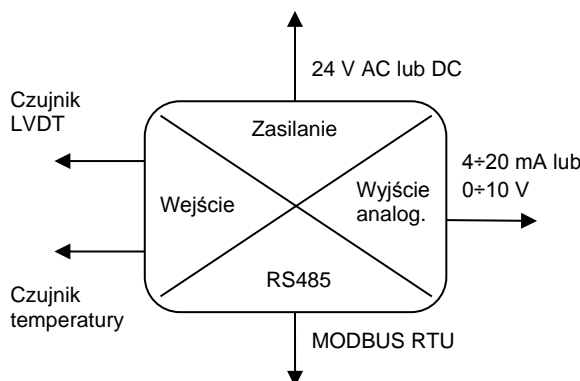 24 V AC lub DC
Czujnik
LVDT
Zasilanie
4÷20 mA lub
0÷10 V
Wejście
Wyjście
analog.
RS485
Czujnik
temperatury
MODBUS RTU